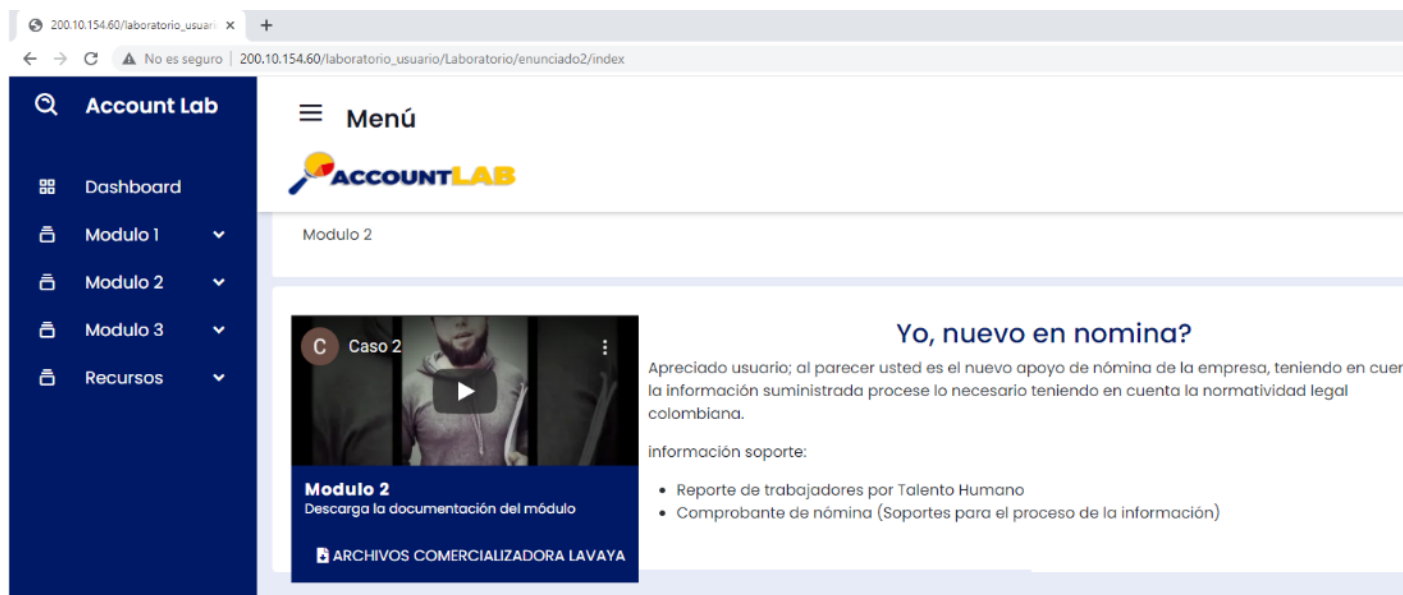 200.10.154.60/laboratorio_usuari
No es seguro | 200.10.154.60/laboratorio_usuario/Laboratorio/enunciado2/index
Account Lab
Dashboard
Modulo 1
Modulo 2
Modulo 3
Recursos
Menú
ACCOUNTLAB
Modulo 2
C Caso 2
Modulo 2
Descarga la documentación del módulo
ARCHIVOS COMERCIALIZADORA LAVAYA
Yo, nuevo en nomina?
Apreciado usuario; al parecer usted es el nuevo apoyo de nómina de la empresa, teniendo en cuen
la información suministrada procese lo necesario teniendo en cuenta la normatividad legal
colombiana.
información soporte:
• Reporte de trabajadores por Talento Humano
• Comprobante de nómina (Soportes para el proceso de la información)